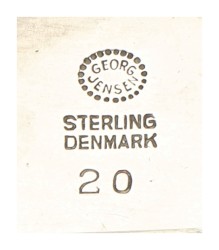 GEORG
JENSEN
STERLING
DENMARK
20